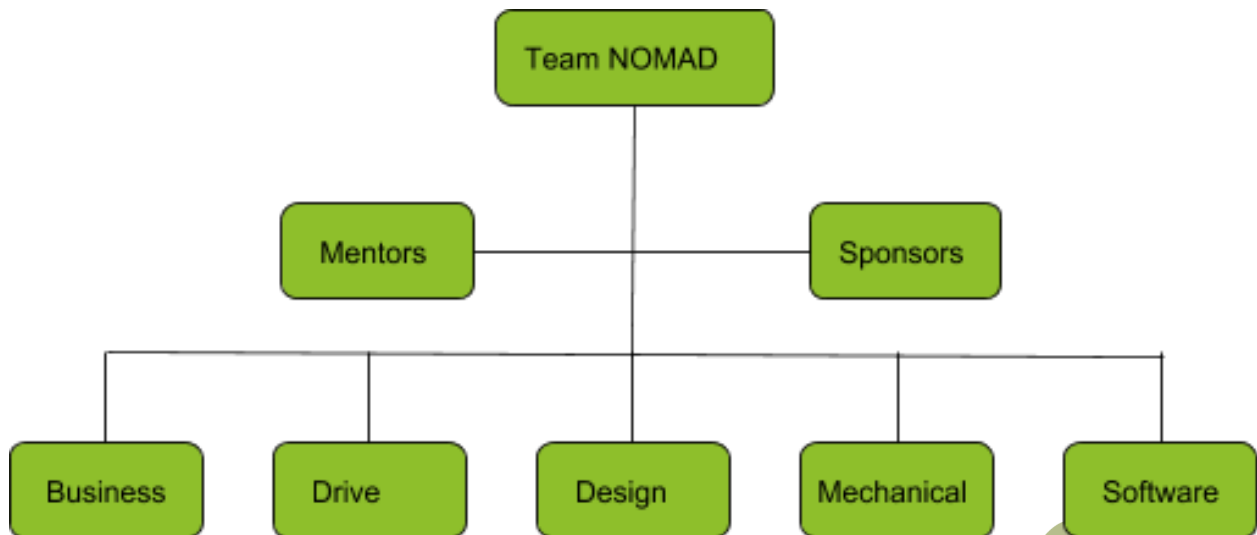 Team NOMAD
Mentors
Sponsors
Business
Drive
Design
Mechanical
Software